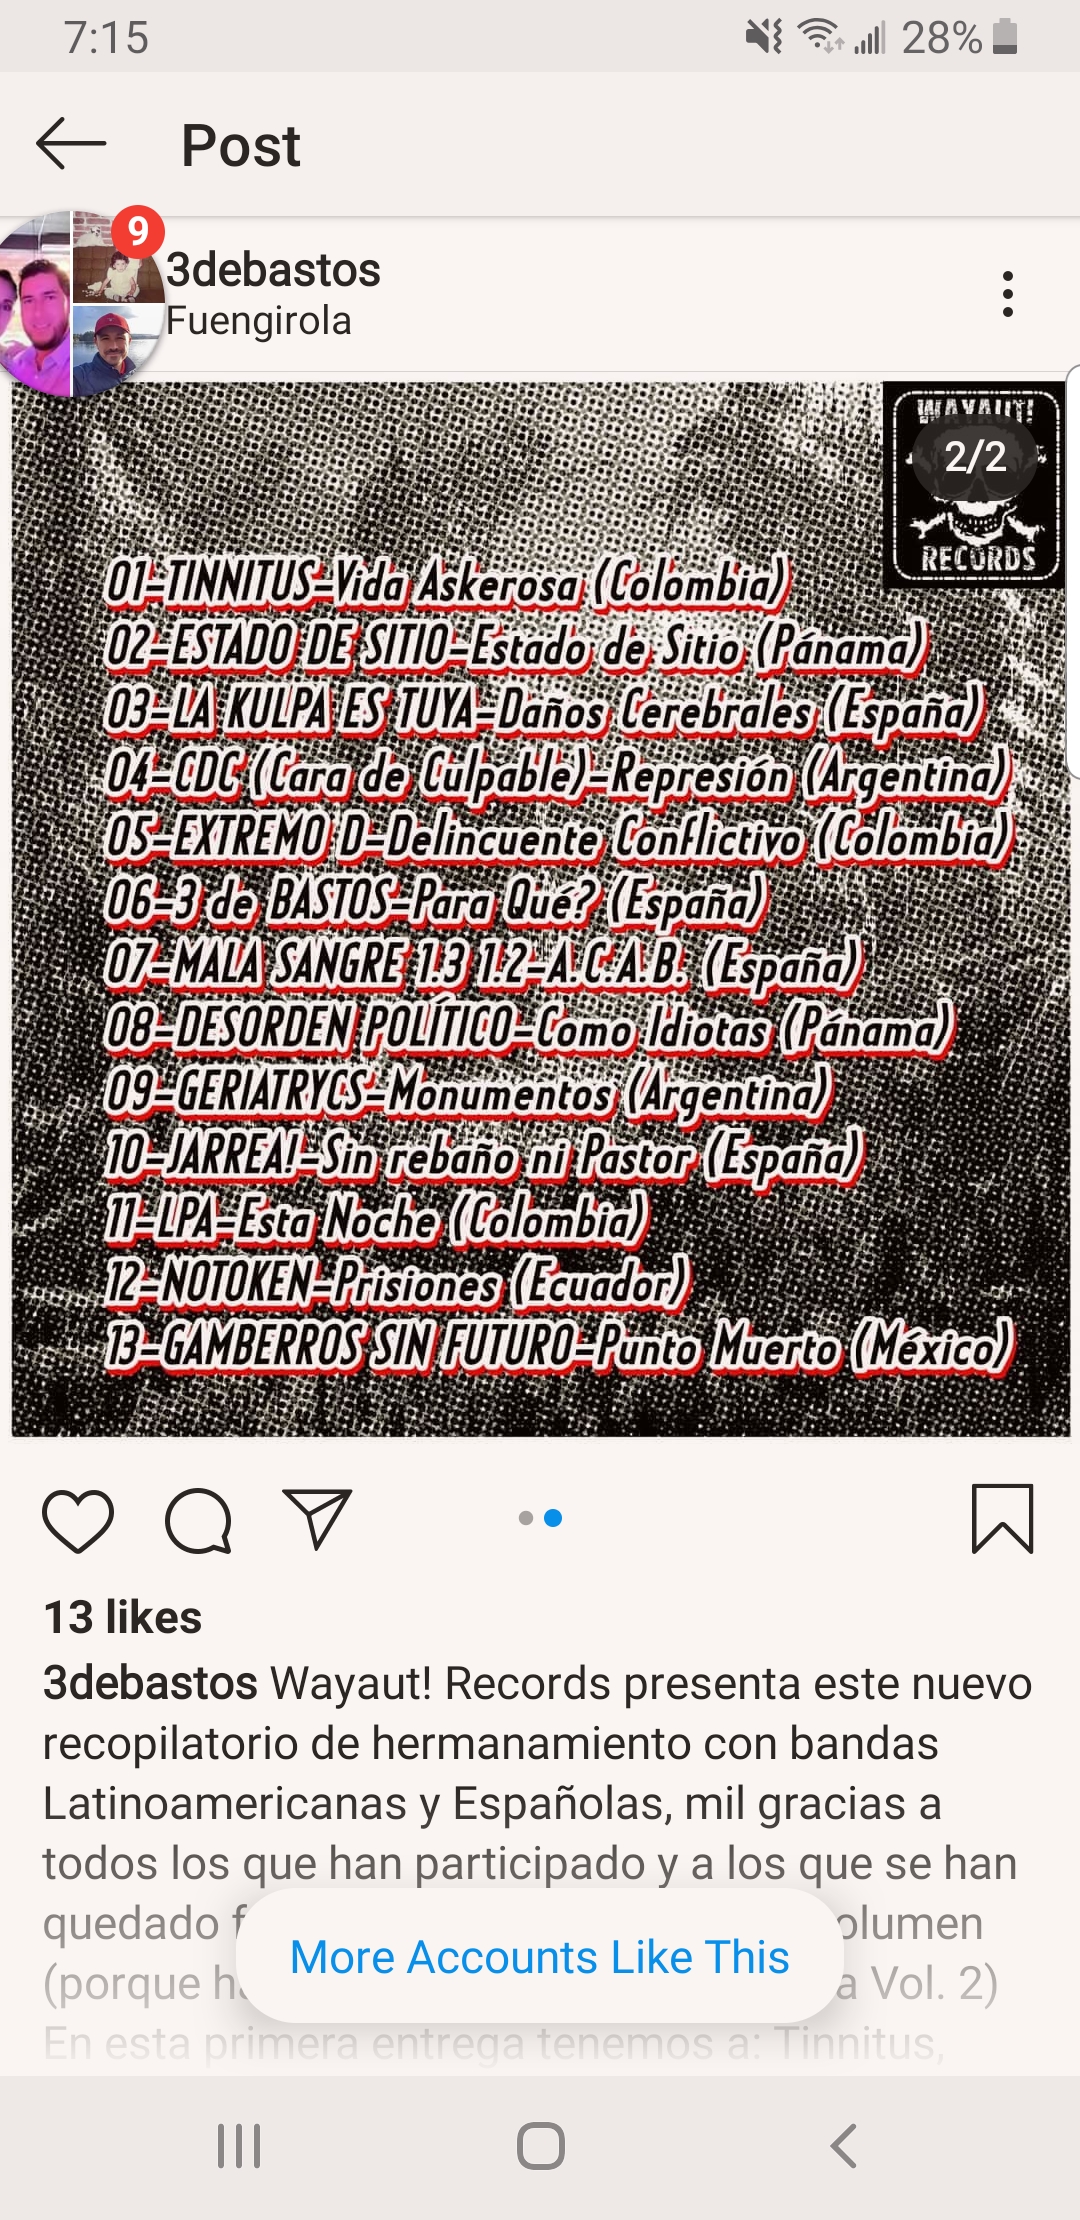 7:15
28%
Post
9
3debastos
Fuengirola
WAYAUT!
2/2
RECORDS
01-TINNITUS-Vida Askerosa (Colombia)
02-ESTADO DE SITIO-Estado de Sitio (Pánama)
03-LA KULPA ES TUYA-Daños Cerebrales (España)
04-CDC (Cara de Culpable)-Represión (Argentina)
05-EXTREMO D-Delincuente Conflictivo (Colombia)
06-3 de BASTOS-Para Qué? (España)
07-MALA SANGRE 1.3 1.2-A.C.A.B. (España)
08-DESORDEN POLÍTICO-Como Idiotas (Pánama)
09-GERIATRYCS-Monumentos (Argentina)
10-JARREA!-Sin rebaño ni Pastor (España)
11-LPA-Esta Noche (Colombia)
12-NOTOKEN-Prisiones (Ecuador)
13-GAMBERROS SIN FUTURO-Punto Muerto (México)
13 likes
3debastos Wayaut! Records presenta este nuevo
recopilatorio de hermanamiento con bandas
Latinoamericanas y Españolas, mil gracias a
todos los que han participado y a los que se han
quedado olumen
More Accounts Like This
(porque a Vol. 2)
En esta primera entrega tenemos a: Tinnitus,